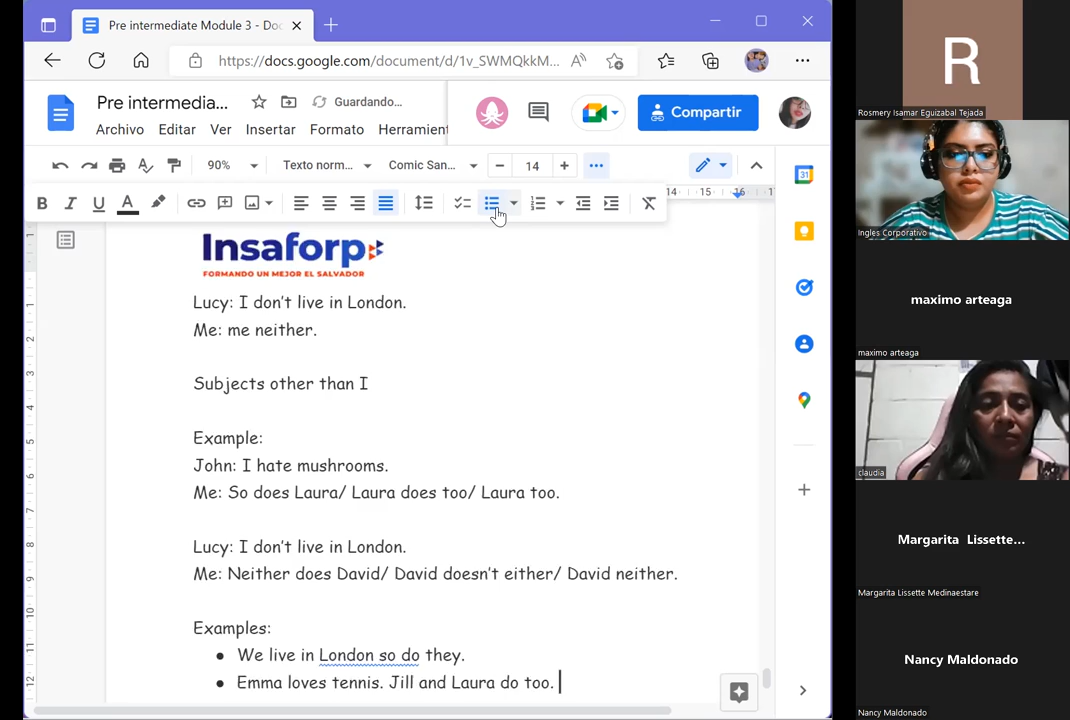 Pre intermediate Module 3 - Doc
https://docs.google.com/document/d/1v_SWMQkkM...
Pre intermedia...
Guardando...
Archivo Editar Ver Insertar Formato Herramient
Compartir
90% Texto norm... Comic San... 14
14 15 16 17
Insaforp
FORMANDO UN MEJOR EL SALVADOR
Lucy: I don't live in London.
Me: me neither.
Subjects other than I
Example:
John: I hate mushrooms.
Me: So does Laura/ Laura does too/ Laura too.
Lucy: I don't live in London.
Me: Neither does David/ David doesn't either/ David neither.
Examples:
We live in London so do they.
Emma loves tennis. Jill and Laura do too.
R
Rosmery Isamar Eguizabal Tejada
Ingles Corporativo
maximo arteaga
maximo arteaga
claudia
Margarita Lissette...
Margarita Lissette Medinaestare
Nancy Maldonado
Nancy Maldonado